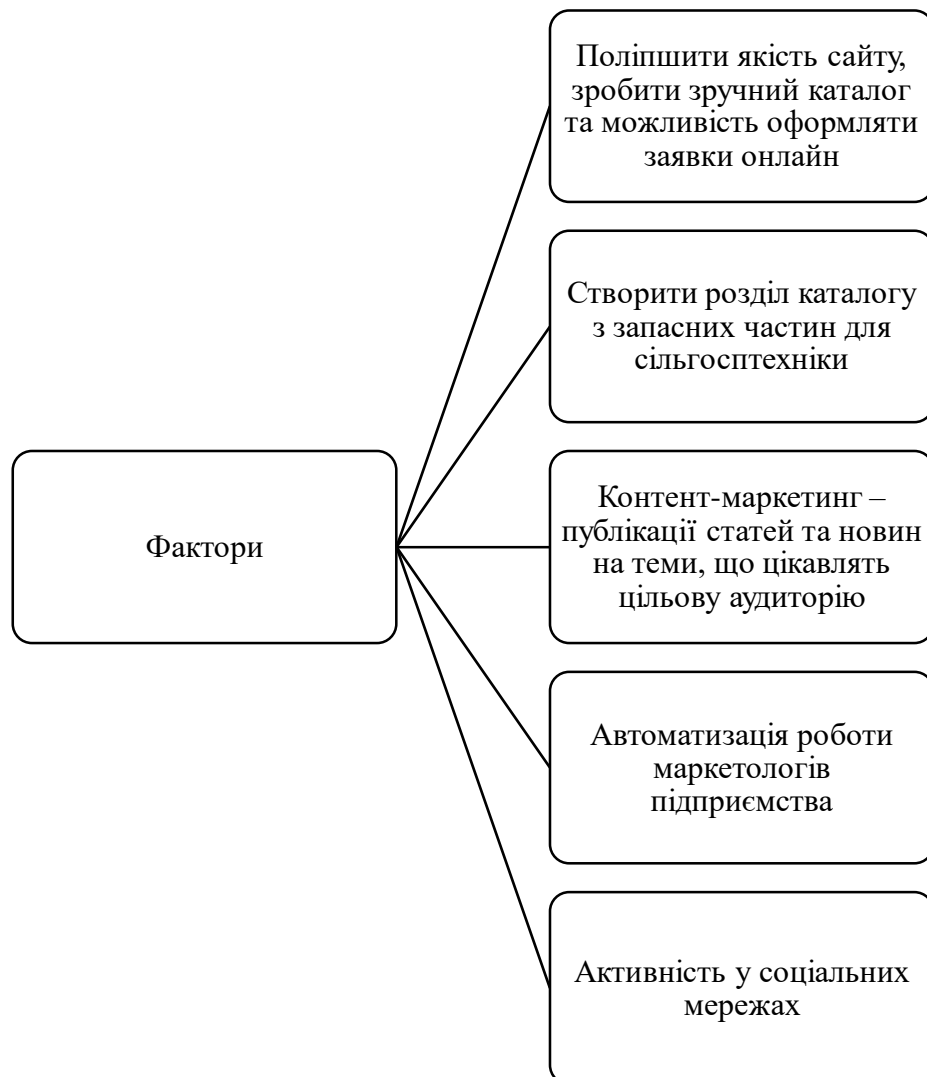 Поліпшити якість сайту,
зробити зручний каталог
та можливість оформляти
заявки онлайн
Створити розділ каталогу
з запасних частин для
сільгосптехніки
Фактори
Контент-маркетинг –
публікації статей та новин
на теми, що цікавлять
цільову аудиторію
Автоматизація роботи
маркетологів
підприємства
Активність у соціальних
мережах